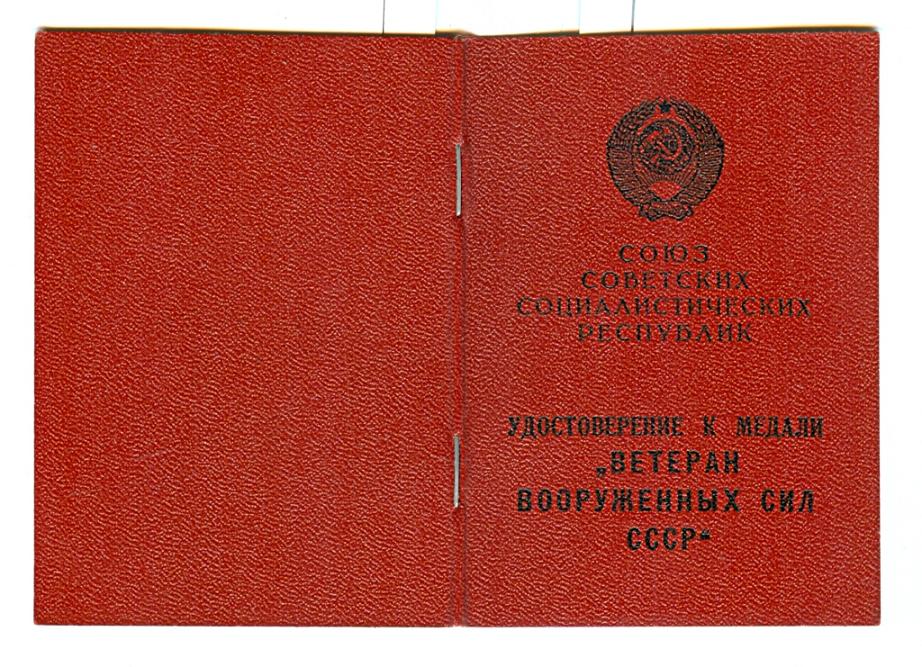 СОЮЗ
СОВЕТСКИХ
СОЦИАЛИСТИЧЕСКИХ
РЕСПУБЛИК
УДОСТОВЕРЕНИЕ К МЕДАЛИ
„ВЕТЕРАН
ВООРУЖЕННЫХ СИЛ
СССР“